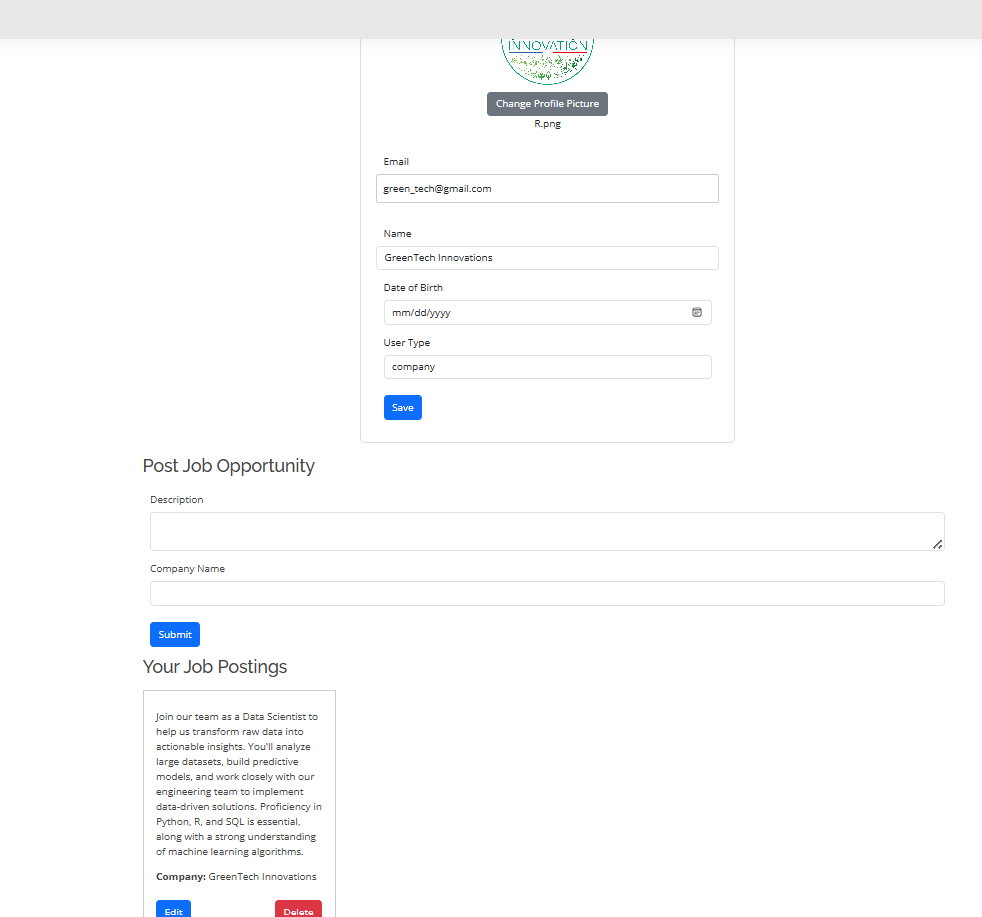 INNOVATION
Change Profile Picture
R.png
Email
green_tech@gmail.com
Name
GreenTech Innovations
Date of Birth
mm/dd/yyyy
User Type
company
Save
Post Job Opportunity
Description
Company Name
Submit
Your Job Postings
Join our team as a Data Scientist to
help us transform raw data into
actionable insights. You'll analyze
large datasets, build predictive
models, and work closely with our
engineering team to implement
data-driven solutions. Proficiency in
Python, R, and SQL is essential,
along with a strong understanding
of machine learning algorithms.
Company: GreenTech Innovations
Edit
Delete